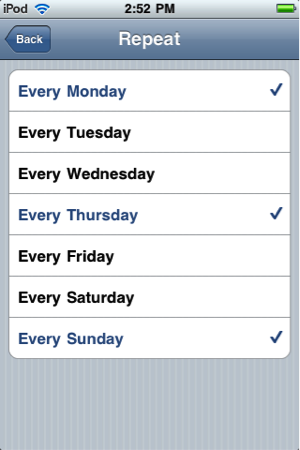 iPod 2:52 PM
Back Repeat
Every Monday
Every Tuesday
Every Wednesday
Every Thursday
Every Friday
Every Saturday
Every Sunday